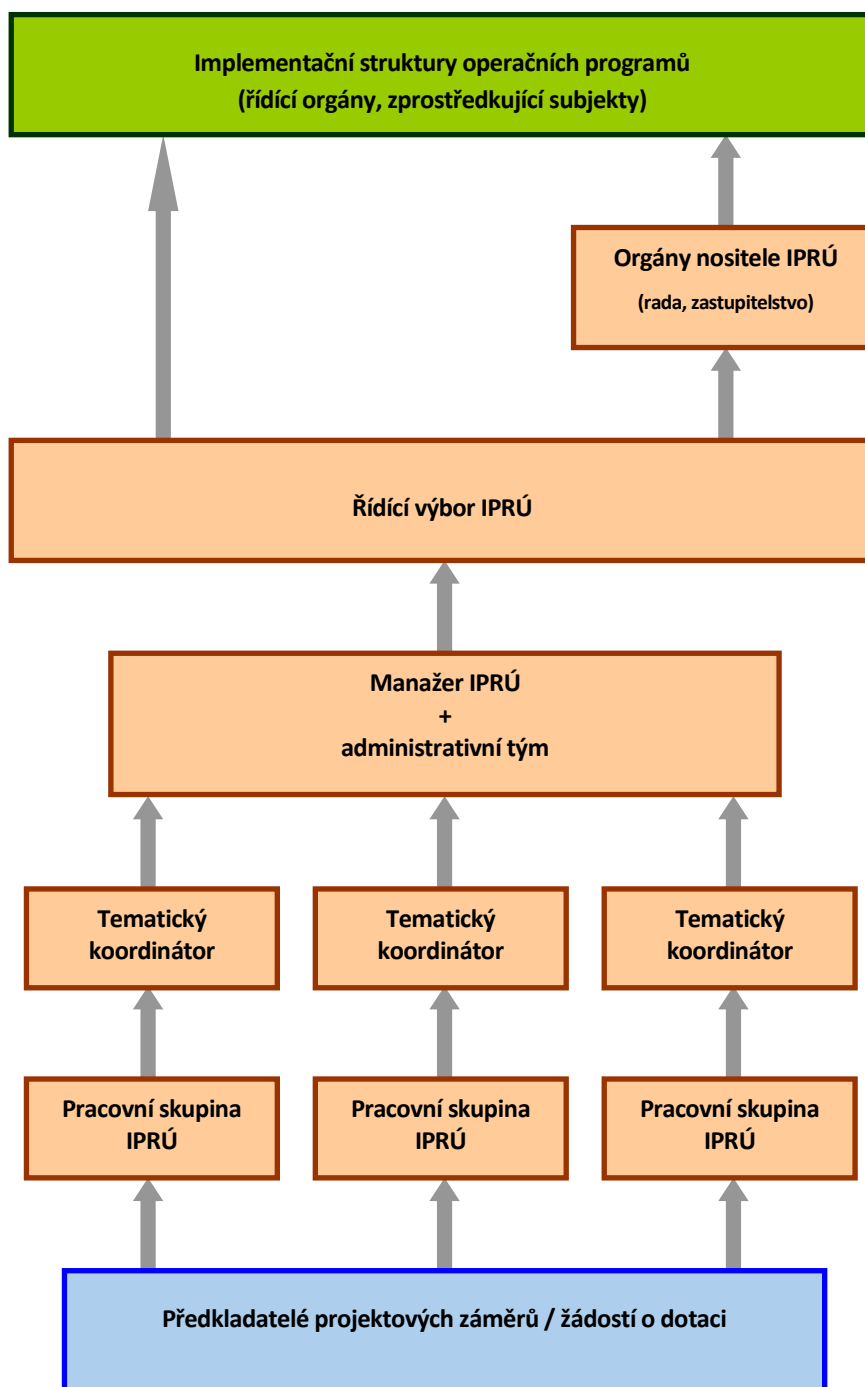 Implementační struktury operačních programů
(řídící orgány, zprostředkující subjekty)
Orgány nositele IPRÚ
(rada, zastupitelstvo)
Řídící výbor IPRÚ
Manažer IPRÚ
+
administrativní tým
Tematický
koordinátor
Tematický
koordinátor
Tematický
koordinátor
Pracovní skupina
IPRÚ
Pracovní skupina
IPRÚ
Pracovní skupina
IPRÚ
Předkladatelé projektových záměrů / žádostí o dotaci